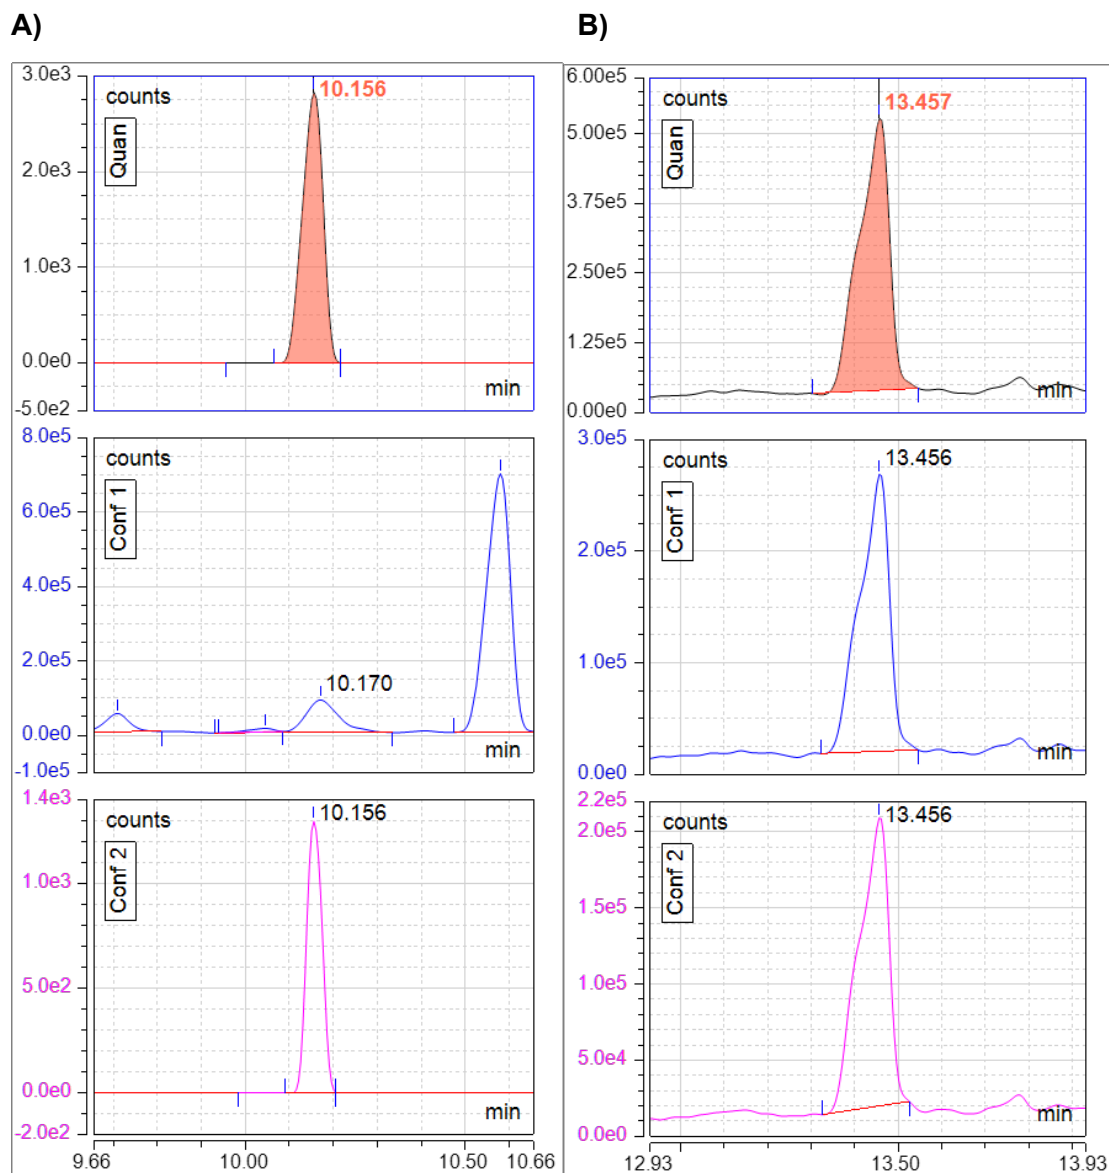 A)
3.0e3
counts
10.156
Quan
2.0e3
1.0e3
0.0e0
-5.0e2
min
8.0e5
counts
Conf 1
6.0e5
4.0e5
2.0e5
10.170
0.0e0
-1.0e5
min
1.4e3
counts
10.156
Conf 2
1.0e3
5.0e2
0.0e0
-2.0e2
min
9.66
10.00
10.50
10.66
B)
6.00e5
counts
13.457
Quan
5.00e5
3.75e5
2.50e5
1.25e5
0.00e0
min
3.0e5
counts
13.456
Conf 1
2.0e5
1.0e5
0.0e0
min
2.2e5
counts
13.456
Conf 2
2.0e5
1.5e5
1.0e5
5.0e4
0.0e0
min
12.93
13.50
13.93